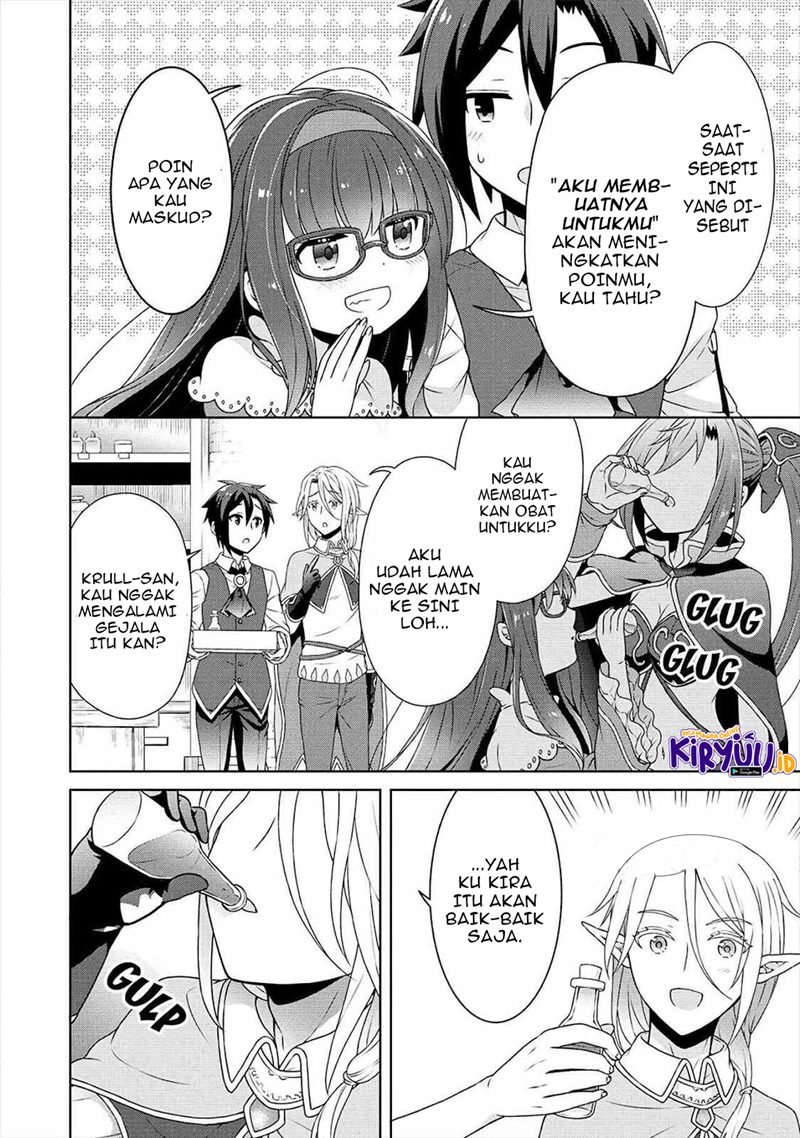 SAAT-
SAAT
SEPERTI
INI
YANG DI-
SEBUT
"AKU MEMB-
UATNYA
UNTUKMU"
AKAN MENI-
NGKATKAN
POINMU,
KAU TAHU?
POIN
APA YANG
KAU
MASKUD?
GLUG
GLUG
KAU
NGGAK
MEMBUAT-
KAN OBAT
UNTUKKU?
AKU
UDAH LAMA
NGGAK MAIN
KE SINI
LOH...
KRULL-SAN,
KAU NGGAK
MENGALAMI
GEJALA
ITU KAN?
KIRYUU.ID
...YAH
KU KIRA
ITU AKAN
BAIK-BAIK
SAJA.
GULP